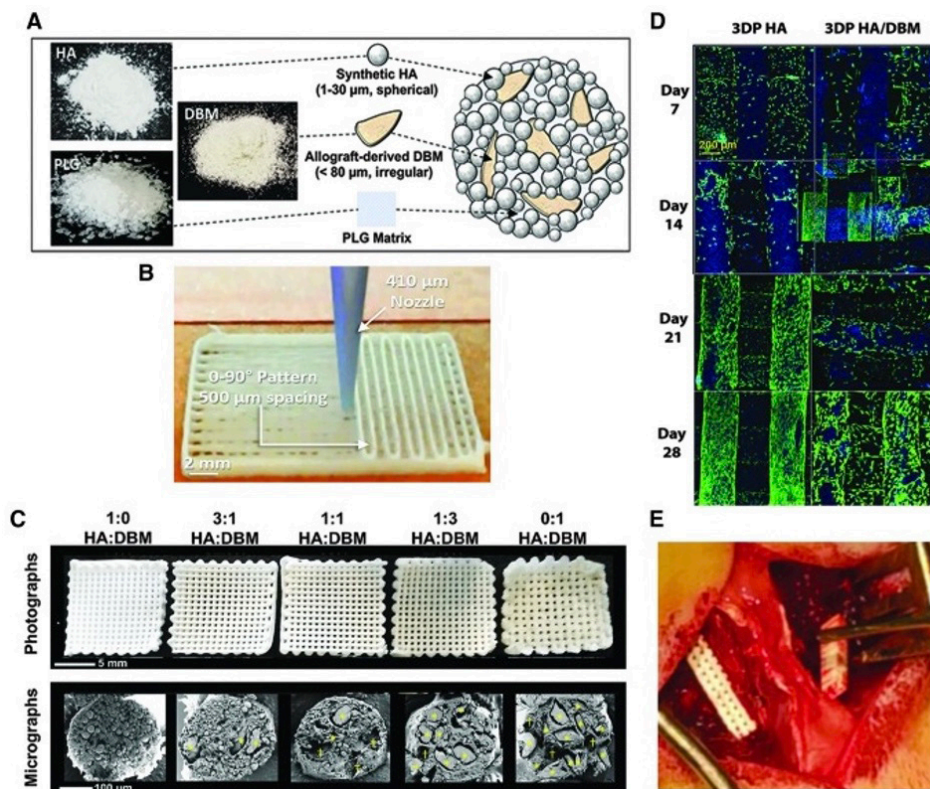 A
HA
PLG
DBM
Synthetic HA
(1-30 µm, spherical)
Allograft-derived DBM
(< 80 µm, irregular)
PLG Matrix
B
410 µm
Nozzle
0-90° Pattern
500 µm spacing
2 mm
C
1:0
HA:DBM
3:1
HA:DBM
1:1
HA:DBM
1:3
HA:DBM
0:1
HA:DBM
Photographs
5 mm
Micrographs
100 µm
D
3DP HA
3DP HA/DBM
Day
7
200 µm
Day
14
Day
21
Day
28
E